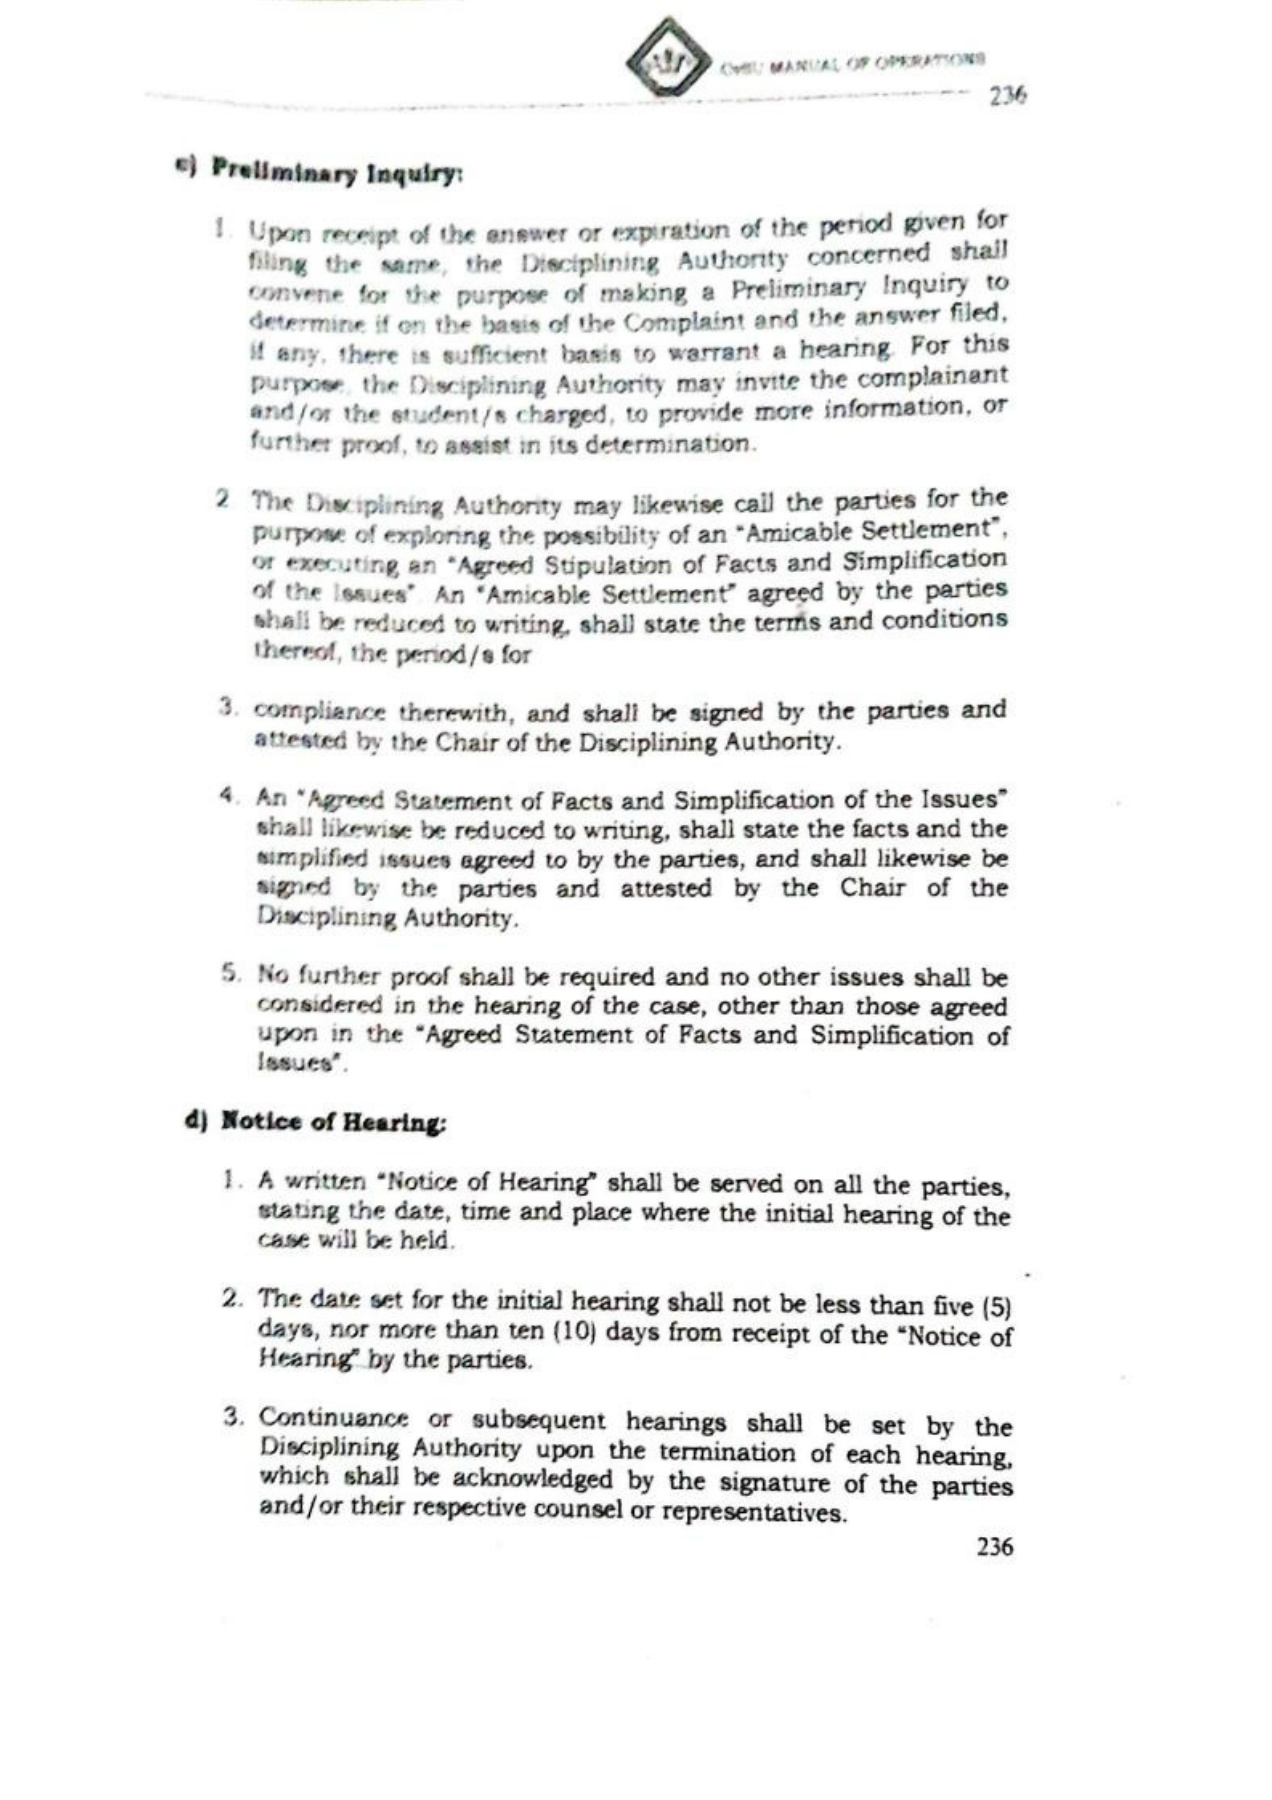 MANUAL OF OPERATIONS
236
c) Preliminary Inquiry:
1. Upon receipt of the answer or expiration of the period given for
filing the same, the Disciplining Authority concerned shall
convene for the purpose of making a Preliminary Inquiry to
determine if on the basis of the Complaint and the answer filed,
if any, there is sufficient basis to warrant a hearing. For this
purpose, the Disciplining Authority may invite the complainant
and/or the student/s charged, to provide more information, or
further proof, to assist in its determination.
2 The Disciplining Authority may likewise call the parties for the
purpose of exploring the possibility of an "Amicable Settlement",
or executing an "Agreed Stipulation of Facts and Simplification
of the Issues" An "Amicable Settlement" agreed by the parties
shall be reduced to writing, shall state the terms and conditions
thereof, the period/s for
3. compliance therewith, and shall be signed by the parties and
attested by the Chair of the Disciplining Authority.
4. An "Agreed Statement of Facts and Simplification of the Issues"
shall likewise be reduced to writing, shall state the facts and the
simplified issues agreed to by the parties, and shall likewise be
signed by the parties and attested by the Chair of the
Disciplining Authority.
5. No further proof shall be required and no other issues shall be
considered in the hearing of the case, other than those agreed
upon in the "Agreed Statement of Facts and Simplification of
Issues".
d) Notice of Hearing:
1. A written "Notice of Hearing" shall be served on all the parties,
stating the date, time and place where the initial hearing of the
case will be held.
2. The date set for the initial hearing shall not be less than five (5)
days, nor more than ten (10) days from receipt of the "Notice of
Hearing" by the parties.
3. Continuance or subsequent hearings shall be set by the
Disciplining Authority upon the termination of each hearing,
which shall be acknowledged by the signature of the parties
and/or their respective counsel or representatives.
236